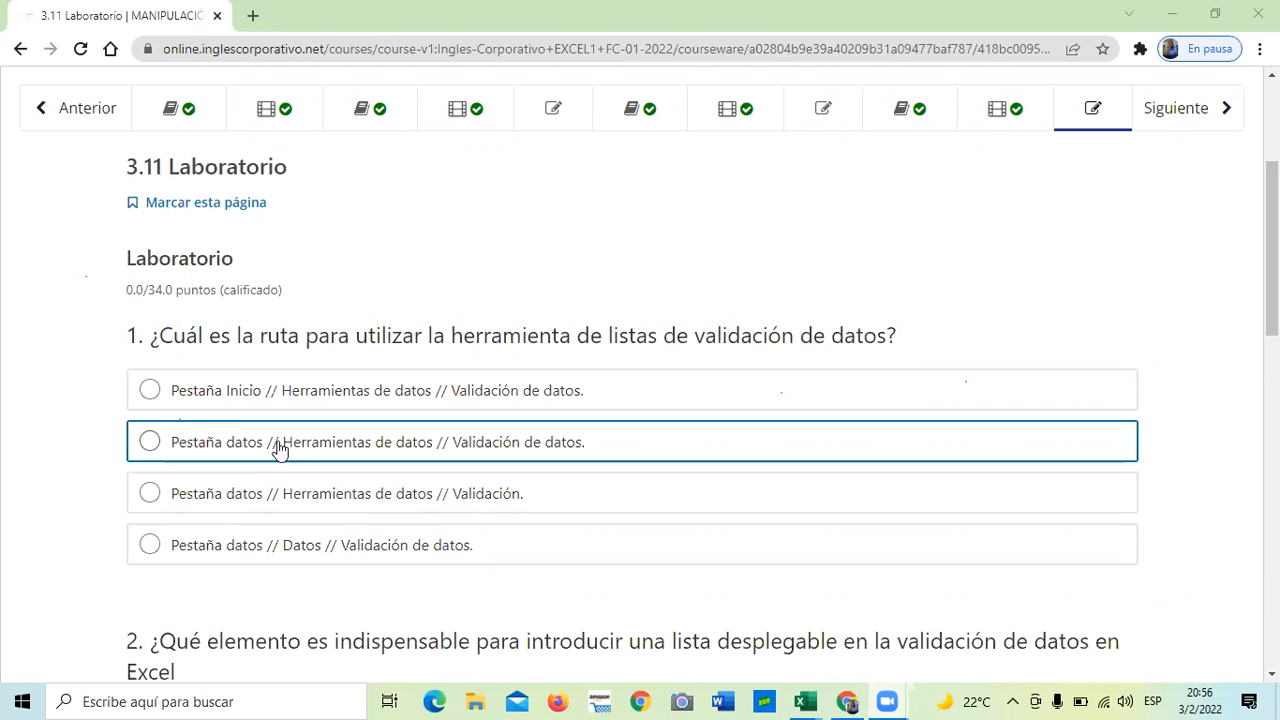 3.11 Laboratorio | MANIPULACIÓ
online.inglescorporativo.net/courses/course-v1:Ingles-Corporativo+EXCEL1+FC-01-2022/courseware/a02804b9e39a40209b31a09477baf787/418bc0095...
En pausa
Anterior
Siguiente
3.11 Laboratorio
Marcar esta página
Laboratorio
0.0/34.0 puntos (calificado)
1. ¿Cuál es la ruta para utilizar la herramienta de listas de validación de datos?
Pestaña Inicio // Herramientas de datos // Validación de datos.
Pestaña datos // Herramientas de datos // Validación de datos.
Pestaña datos // Herramientas de datos // Validación.
Pestaña datos // Datos // Validación de datos.
2. ¿Qué elemento es indispensable para introducir una lista desplegable en la validación de datos en
Excel
Escribe aquí para buscar
amazon
22°C
ESP
20:56
3/2/2022